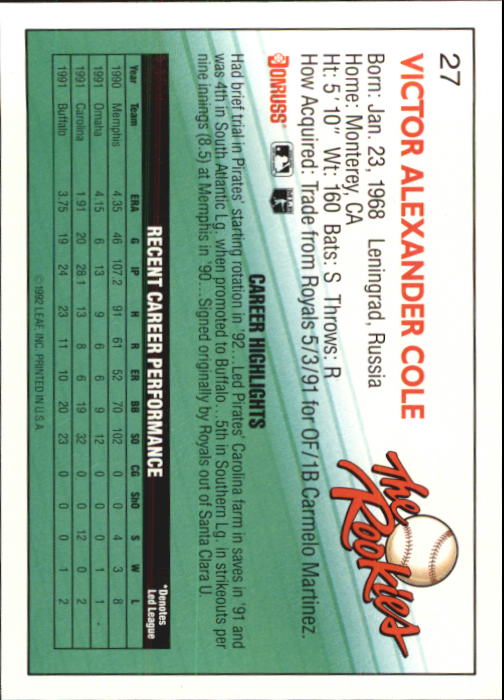 27
VICTOR ALEXANDER COLE
The Rookies
Born: Jan. 23, 1968 Leningrad, Russia
Home: Monterey, CA
Ht: 5'10" Wt: 160 Bats: S Throws: R
How Acquired: Trade from Royals 5/3/91 for OF/1B Carmelo Martinez.
DONRUSS
CAREER HIGHLIGHTS
Had brief trial in Pirates' starting rotation in '92...Led Pirates' Carolina farm in saves in '91 and
was 4th in South Atlantic Lg. when promoted to Buffalo...5th in Southern Lg. in strikeouts per
nine innings (8.5) at Memphis in '90...Signed originally by Royals out of Santa Clara U.
RECENT CAREER PERFORMANCE
*Denotes Led League
Year Team ERA G IP H R ER BB SO CG ShO S W L
1990 Memphis 4.35 46 107.2 91 61 52 70 102 0 0 4 3 8
1991 Omaha 4.15 6 13 9 6 6 9 12 0 0 1 1 -
1991 Carolina 1.91 20 28.1 13 8 6 19 32 0 0 12 0 2
1991 Buffalo 3.75 19 24 23 11 10 20 23 0 0 0 1 2
©1992 LEAF, INC. PRINTED IN U.S.A.